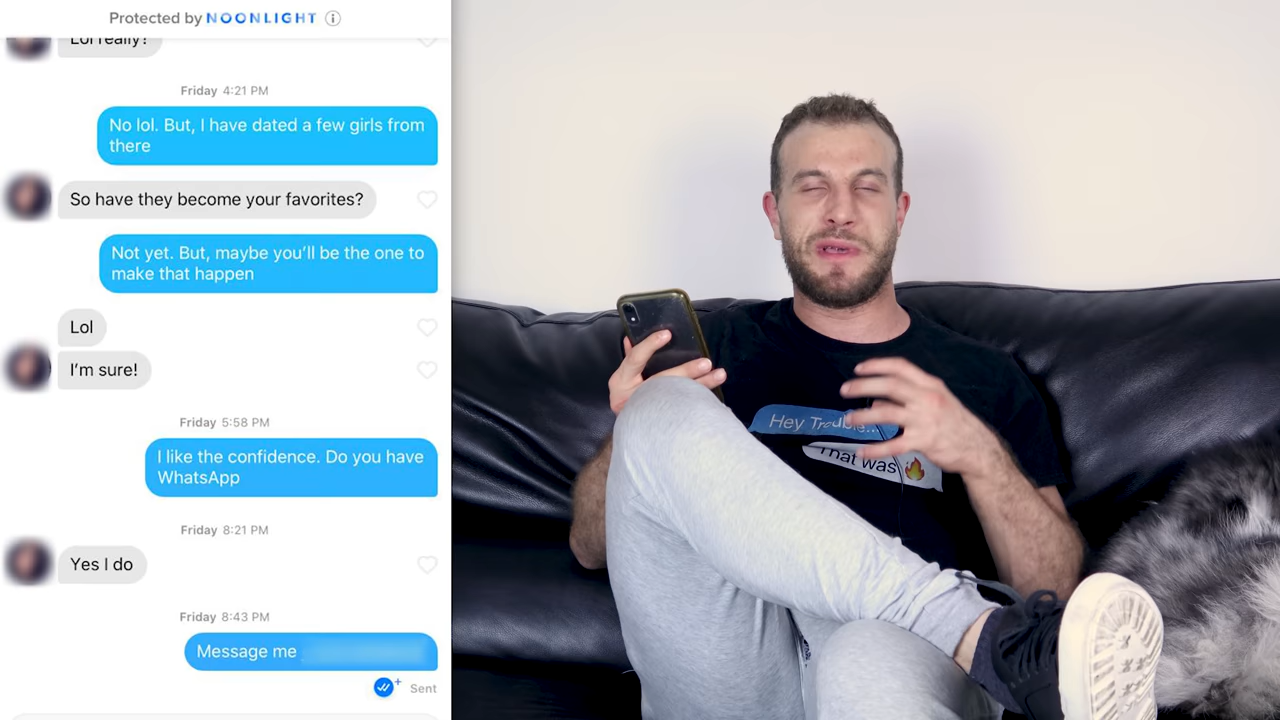 Protected by NOONLIGHT
Lol really?
Friday 4:21 PM
No lol. But, I have dated a few girls from
there
So have they become your favorites?
Not yet. But, maybe you'll be the one to
make that happen
Lol
I'm sure!
Friday 5:58 PM
I like the confidence. Do you have
WhatsApp
Friday 8:21 PM
Yes I do
Friday 8:43 PM
Message me
Sent
Hey Trouble...
That was 🔥